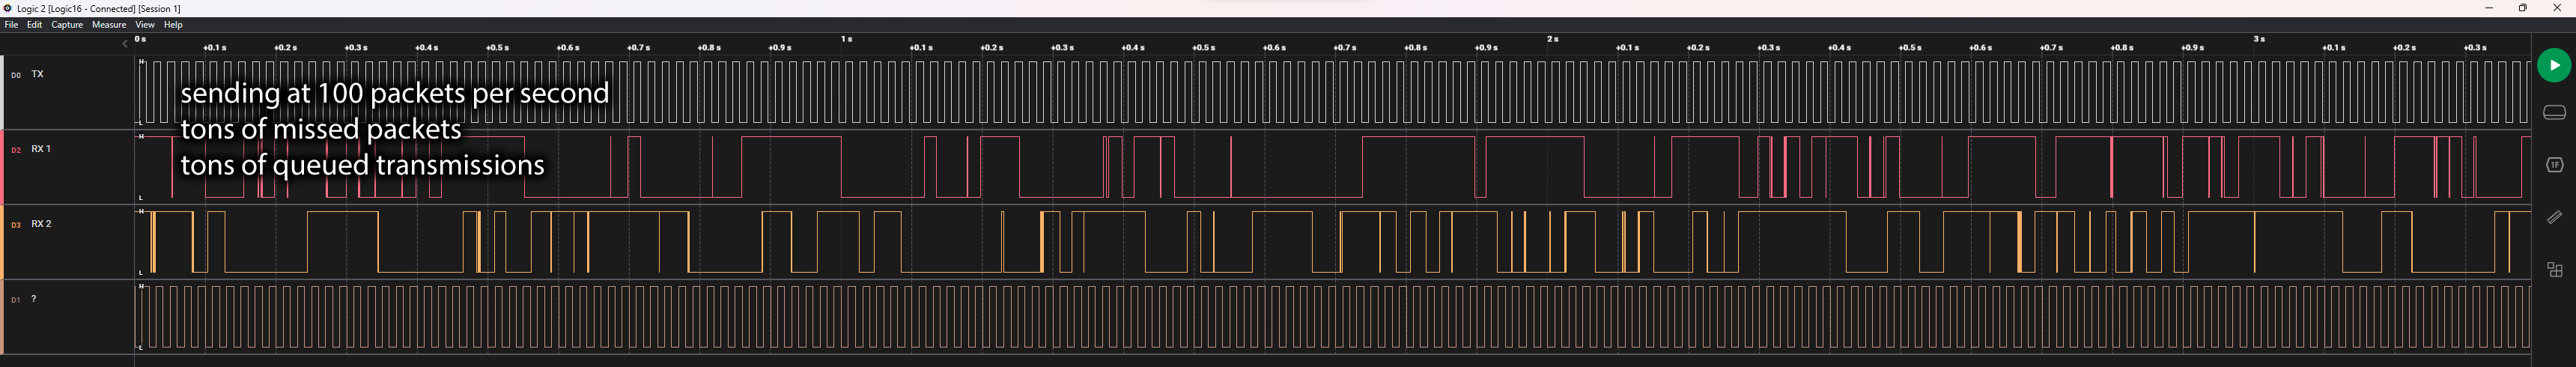 Logic 2 [Logic16 - Connected] [Session 1]
File Edit Capture Measure View Help
0 s 1 s 2 s 3 s
+0.1 s +0.2 s +0.3 s +0.4 s +0.5 s +0.6 s +0.7 s +0.8 s +0.9 s +0.1 s +0.2 s +0.3 s +0.4 s +0.5 s +0.6 s +0.7 s +0.8 s +0.9 s +0.1 s +0.2 s +0.3 s +0.4 s +0.5 s +0.6 s +0.7 s +0.8 s +0.9 s +0.1 s +0.2 s +0.3 s
H
D0 TX
sending at 100 packets per second
L
tons of missed packets
H
D2 RX 1
tons of queued transmissions
L
H
D3 RX 2
L
H
D1 ?
L
1F